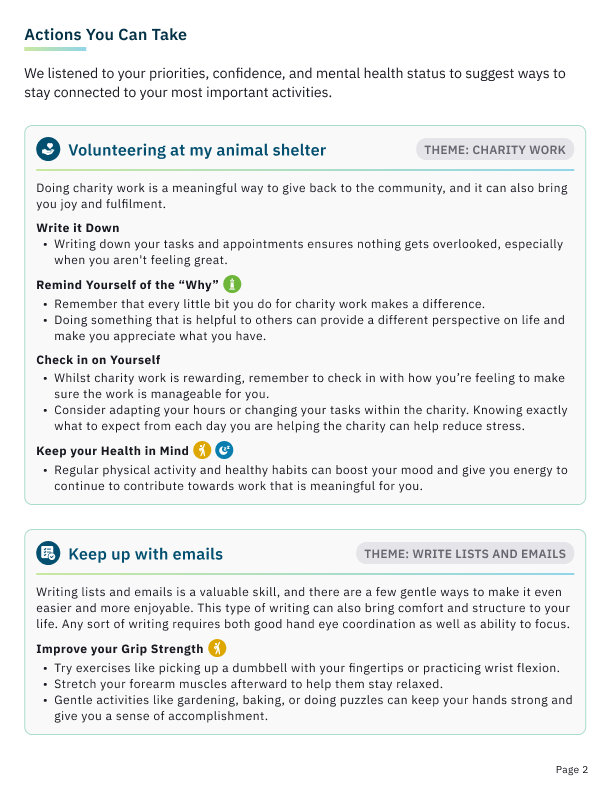 Actions You Can Take
We listened to your priorities, confidence, and mental health status to suggest ways to
stay connected to your most important activities.
Volunteering at my animal shelter
THEME: CHARITY WORK
Doing charity work is a meaningful way to give back to the community, and it can also bring
you joy and fulfilment.
Write it Down
• Writing down your tasks and appointments ensures nothing gets overlooked, especially
when you aren't feeling great.
Remind Yourself of the “Why”
• Remember that every little bit you do for charity work makes a difference.
• Doing something that is helpful to others can provide a different perspective on life and
make you appreciate what you have.
Check in on Yourself
• Whilst charity work is rewarding, remember to check in with how you’re feeling to make
sure the work is manageable for you.
• Consider adapting your hours or changing your tasks within the charity. Knowing exactly
what to expect from each day you are helping the charity can help reduce stress.
Keep your Health in Mind
• Regular physical activity and healthy habits can boost your mood and give you energy to
continue to contribute towards work that is meaningful for you.
Keep up with emails
THEME: WRITE LISTS AND EMAILS
Writing lists and emails is a valuable skill, and there are a few gentle ways to make it even
easier and more enjoyable. This type of writing can also bring comfort and structure to your
life. Any sort of writing requires both good hand eye coordination as well as ability to focus.
Improve your Grip Strength
• Try exercises like picking up a dumbbell with your fingertips or practicing wrist flexion.
• Stretch your forearm muscles afterward to help them stay relaxed.
• Gentle activities like gardening, baking, or doing puzzles can keep your hands strong and
give you a sense of accomplishment.
Page 2